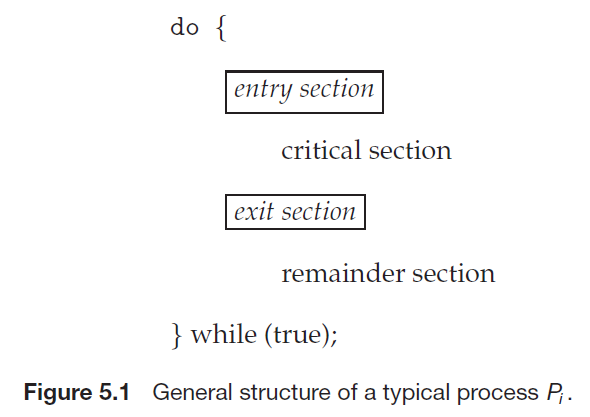 do {
entry section
critical section
exit section
remainder section
} while (true);
Figure 5.1 General structure of a typical process Pi.